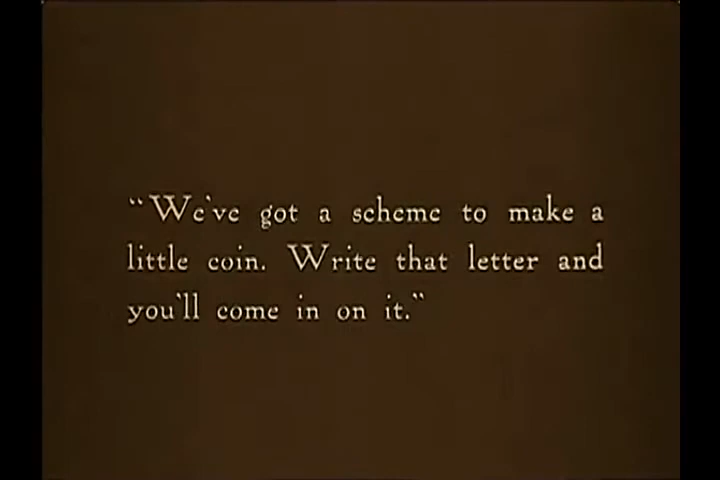 “We've got a scheme to make a
little coin. Write that letter and
you'll come in on it.”